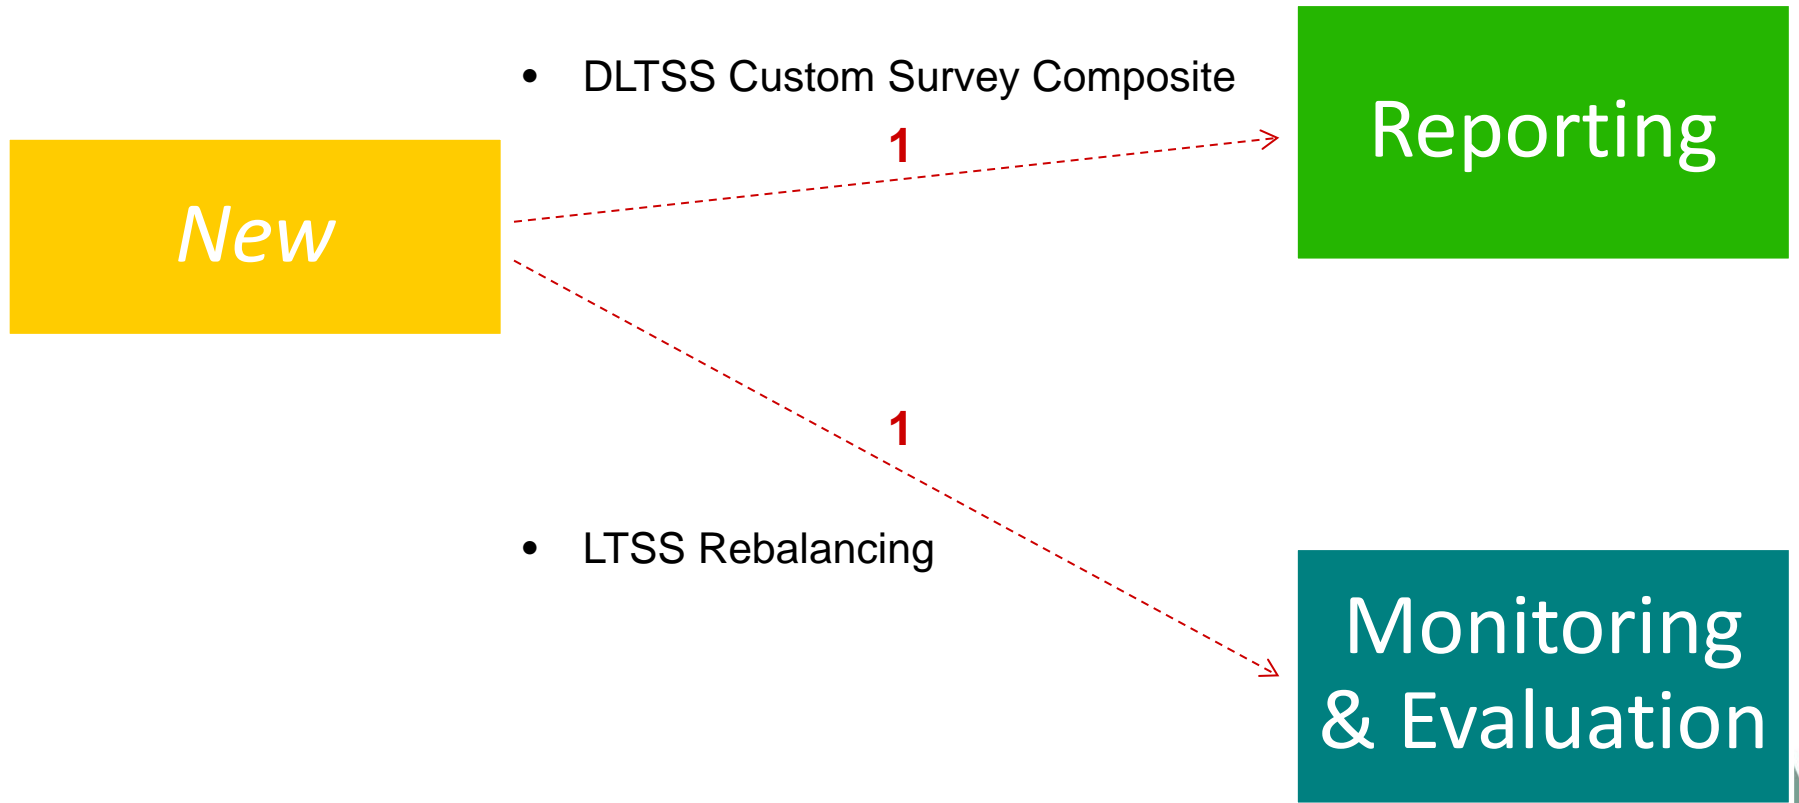 • DLTSS Custom Survey Composite
1
Reporting
New
1
• LTSS Rebalancing
Monitoring
& Evaluation